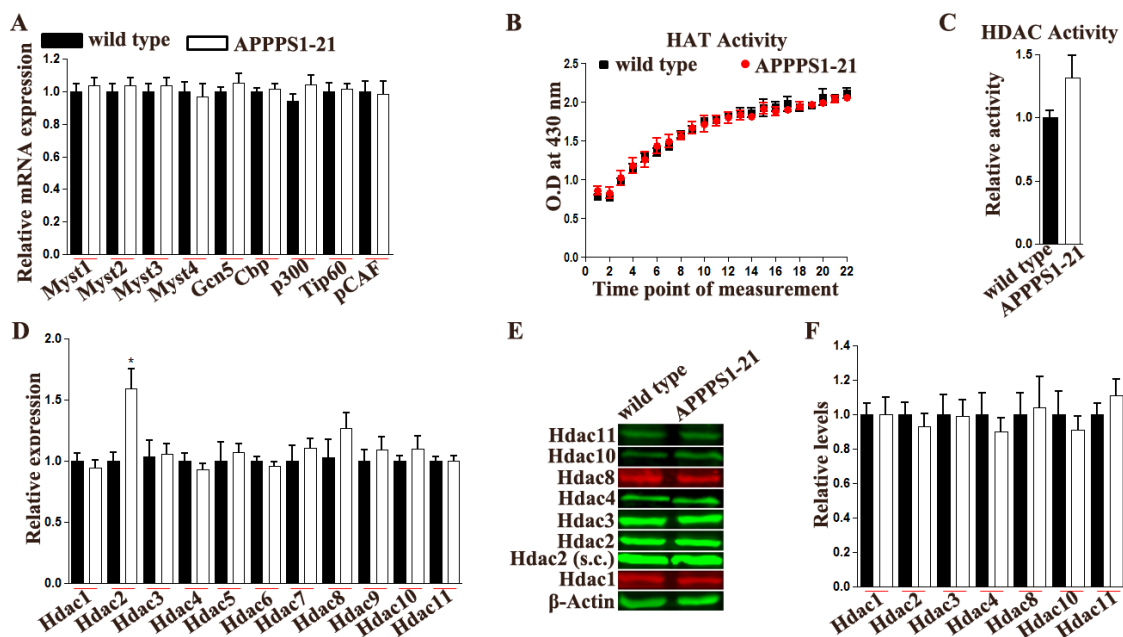 A
wild type
APPPS1-21
Relative mRNA expression
1.2
1.0
0.8
0.6
0.4
0.2
0.0
Myst1
Myst2
Myst3
Myst4
Gcn5
Cbp
p300
Tip60
pCAF
B
HAT Activity
wild type
APPPS1-21
O.D at 430 nm
2.5
2.0
1.5
1.0
0.5
0.0
0 2 4 6 8 10 12 14 16 18 20 22
Time point of measurement
C
HDAC Activity
Relative activity
1.5
1.0
0.5
0.0
wild type
APPPS1-21
D
Relative expression
2.0
1.5
1.0
0.5
0.0
*
Hdac1
Hdac2
Hdac3
Hdac4
Hdac5
Hdac6
Hdac7
Hdac8
Hdac9
Hdac10
Hdac11
E
wild type
APPPS1-21
Hdac11
Hdac10
Hdac8
Hdac4
Hdac3
Hdac2
Hdac2 (s.c.)
Hdac1
β-Actin
F
Relative levels
1.4
1.2
1.0
0.8
0.6
0.4
0.2
0.0
Hdac1
Hdac2
Hdac3
Hdac4
Hdac8
Hdac10
Hdac11